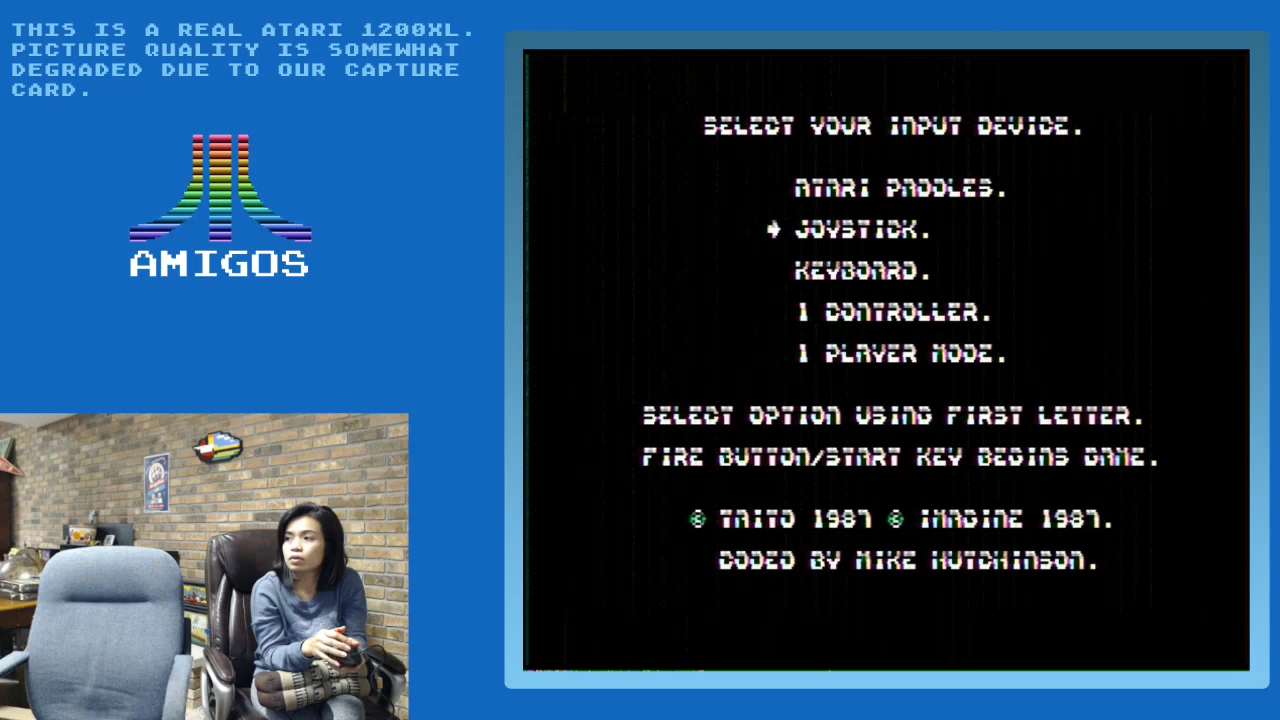 THIS IS A REAL ATARI 1200XL.
PICTURE QUALITY IS SOMEWHAT
DEGRADED DUE TO OUR CAPTURE
CARD.
AMIGOS
SELECT YOUR INPUT DEVICE.
ATARI PADDLES.
JOYSTICK.
KEYBOARD.
1 CONTROLLER.
1 PLAYER MODE.
SELECT OPTION USING FIRST LETTER.
FIRE BUTTON/START KEY BEGINS GAME.
© TAITO 1987 © IMAGINE 1987.
CODED BY MIKE HUTCHINSON.